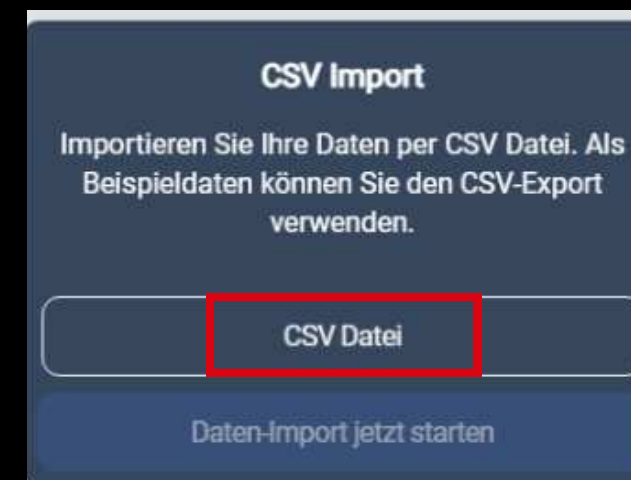 CSV Import
Importieren Sie Ihre Daten per CSV Datei. Als
Beispieldaten können Sie den CSV-Export
verwenden.
CSV Datei
Daten-Import jetzt starten